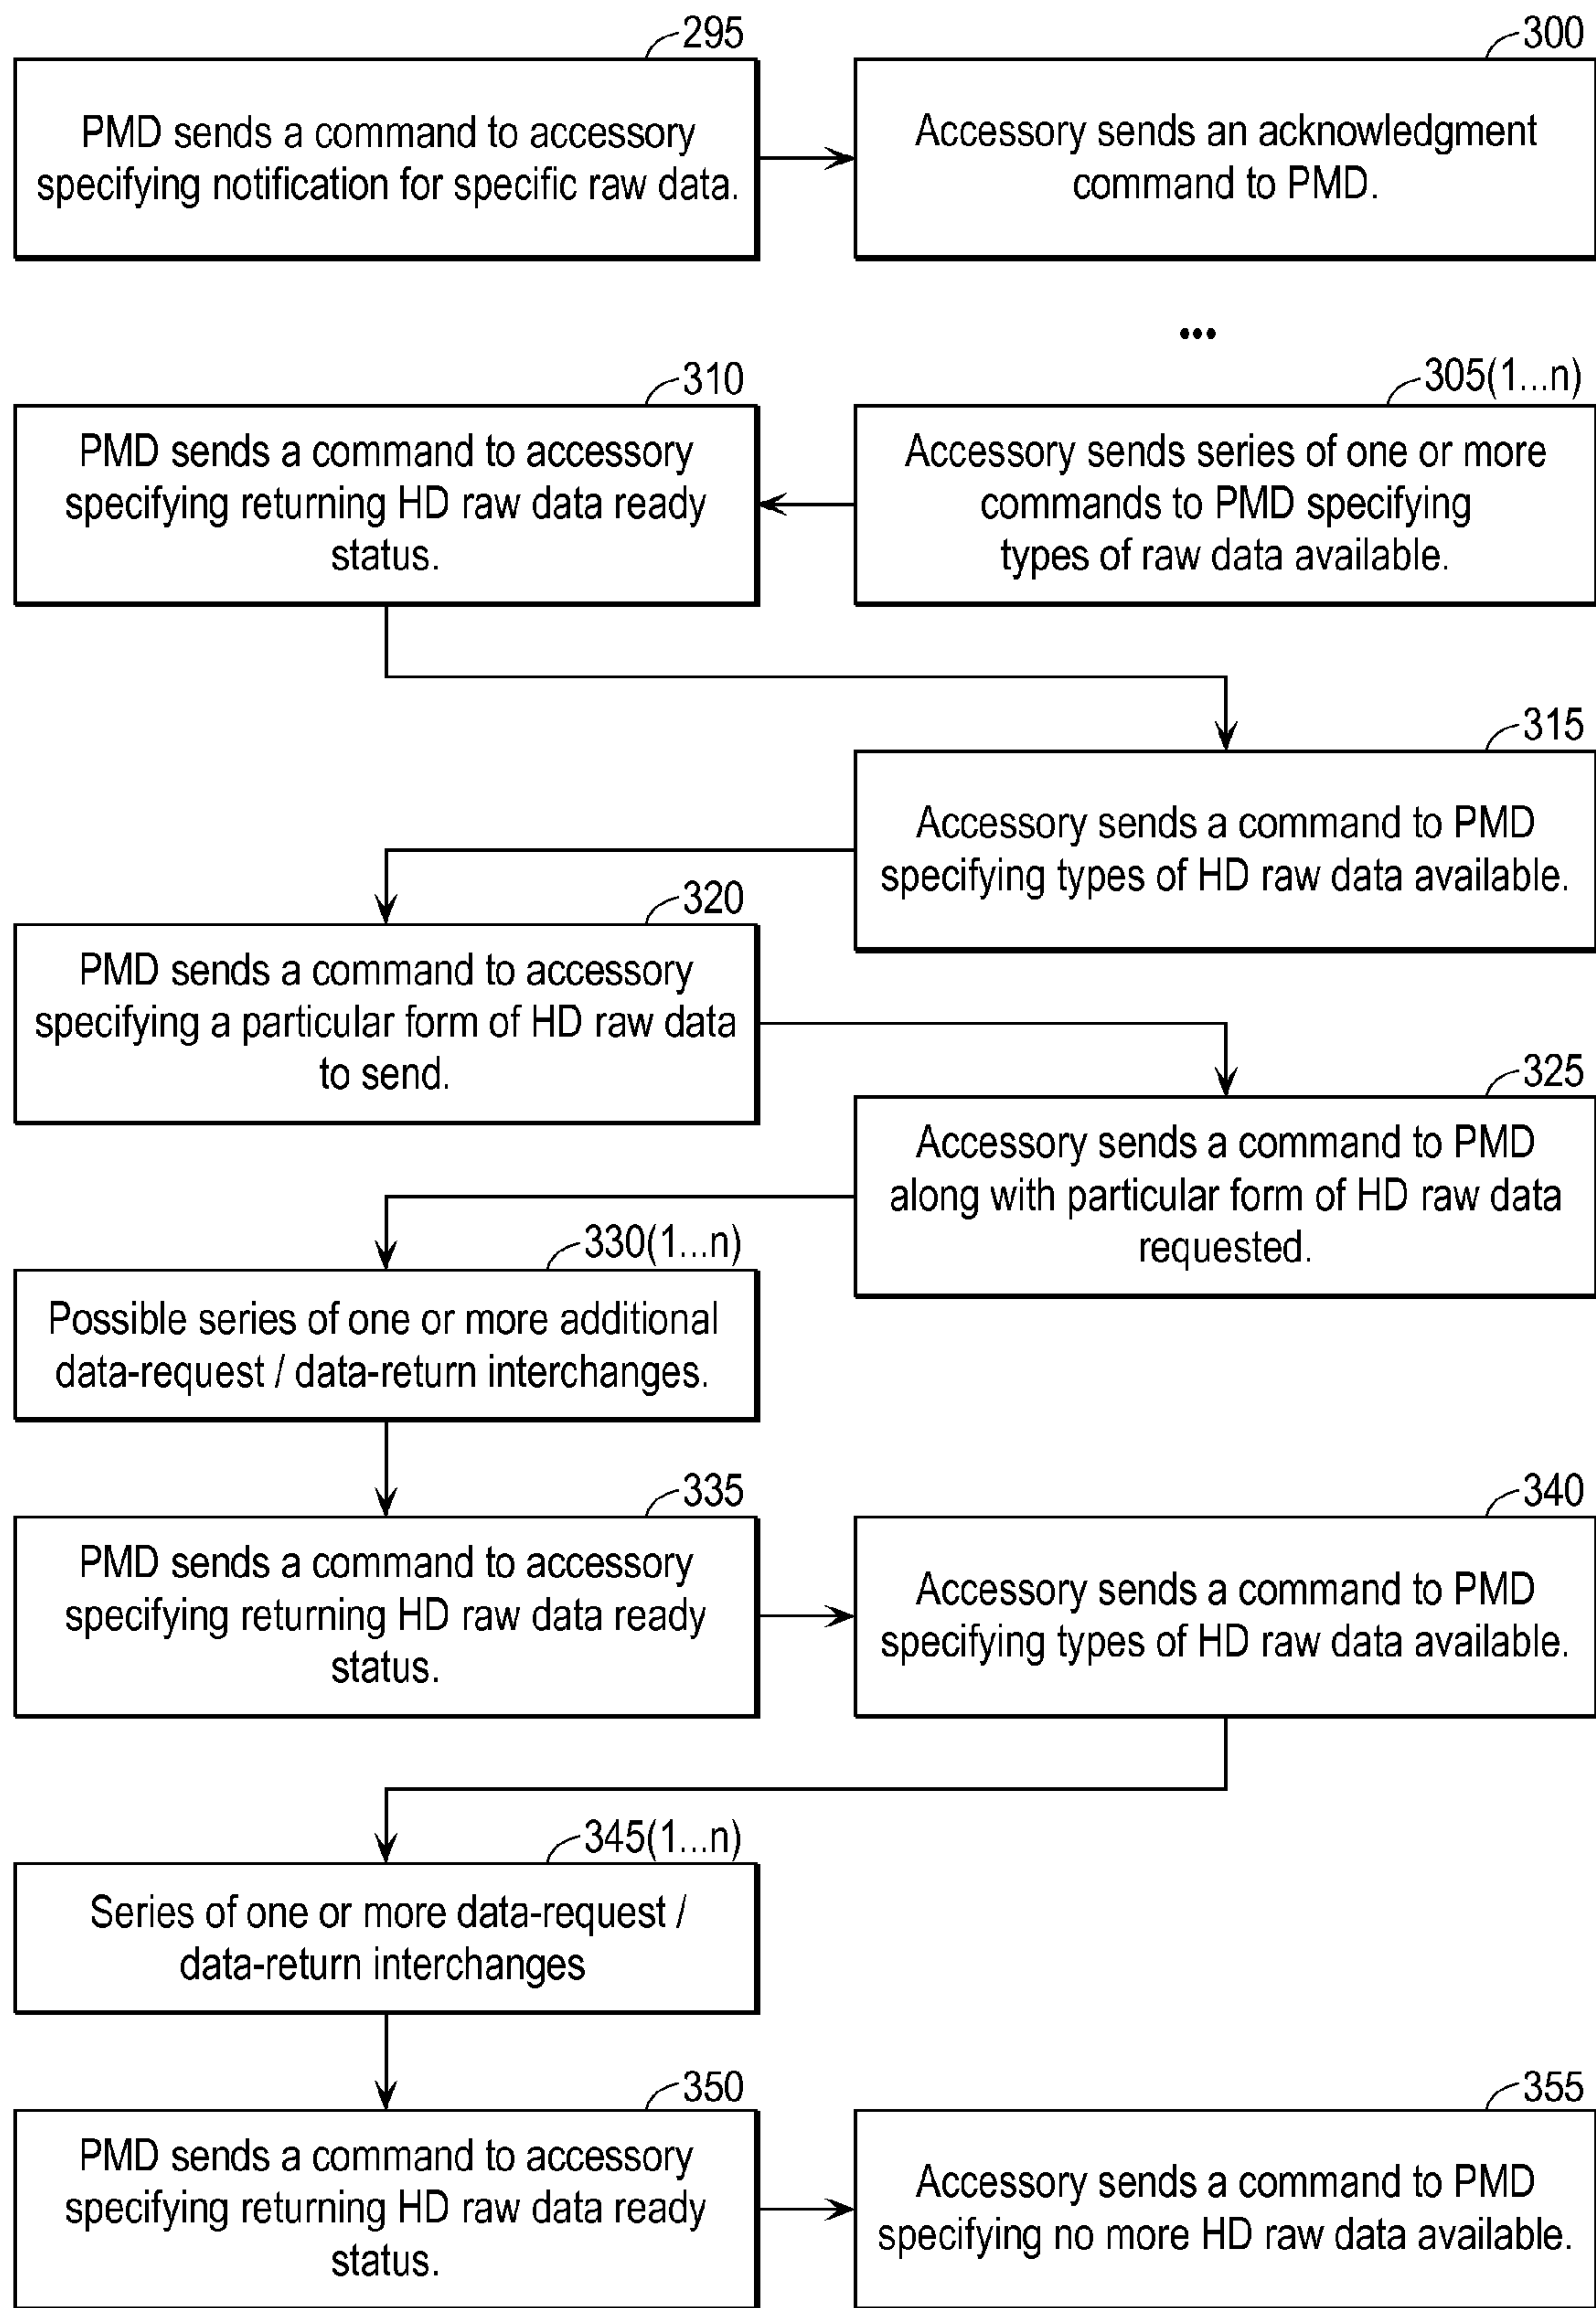 295
PMD sends a command to accessory
specifying notification for specific raw data.
300
Accessory sends an acknowledgment
command to PMD.
•••
305(1...n)
Accessory sends series of one or more
commands to PMD specifying
types of raw data available.
310
PMD sends a command to accessory
specifying returning HD raw data ready
status.
315
Accessory sends a command to PMD
specifying types of HD raw data available.
320
PMD sends a command to accessory
specifying a particular form of HD raw data
to send.
325
Accessory sends a command to PMD
along with particular form of HD raw data
requested.
330(1...n)
Possible series of one or more additional
data-request / data-return interchanges.
335
PMD sends a command to accessory
specifying returning HD raw data ready
status.
340
Accessory sends a command to PMD
specifying types of HD raw data available.
345(1...n)
Series of one or more data-request /
data-return interchanges
350
PMD sends a command to accessory
specifying returning HD raw data ready
status.
355
Accessory sends a command to PMD
specifying no more HD raw data available.